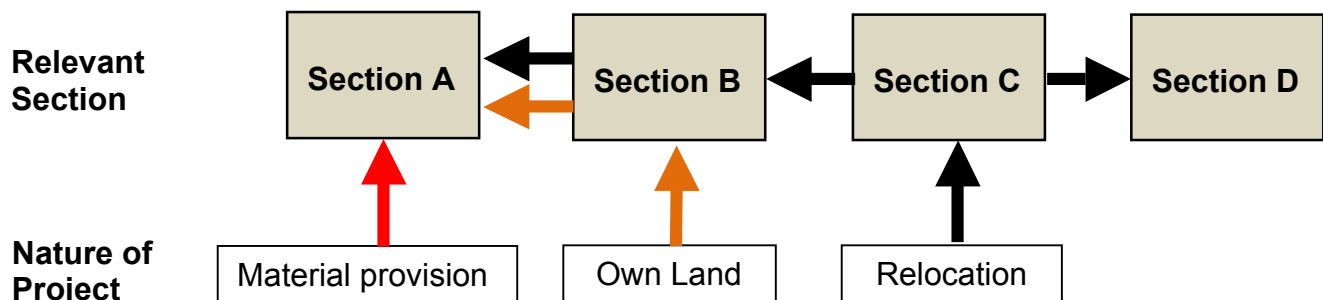 Relevant
Section
Section A
Section B
Section C
Section D
Nature of
Project
Material provision
Own Land
Relocation